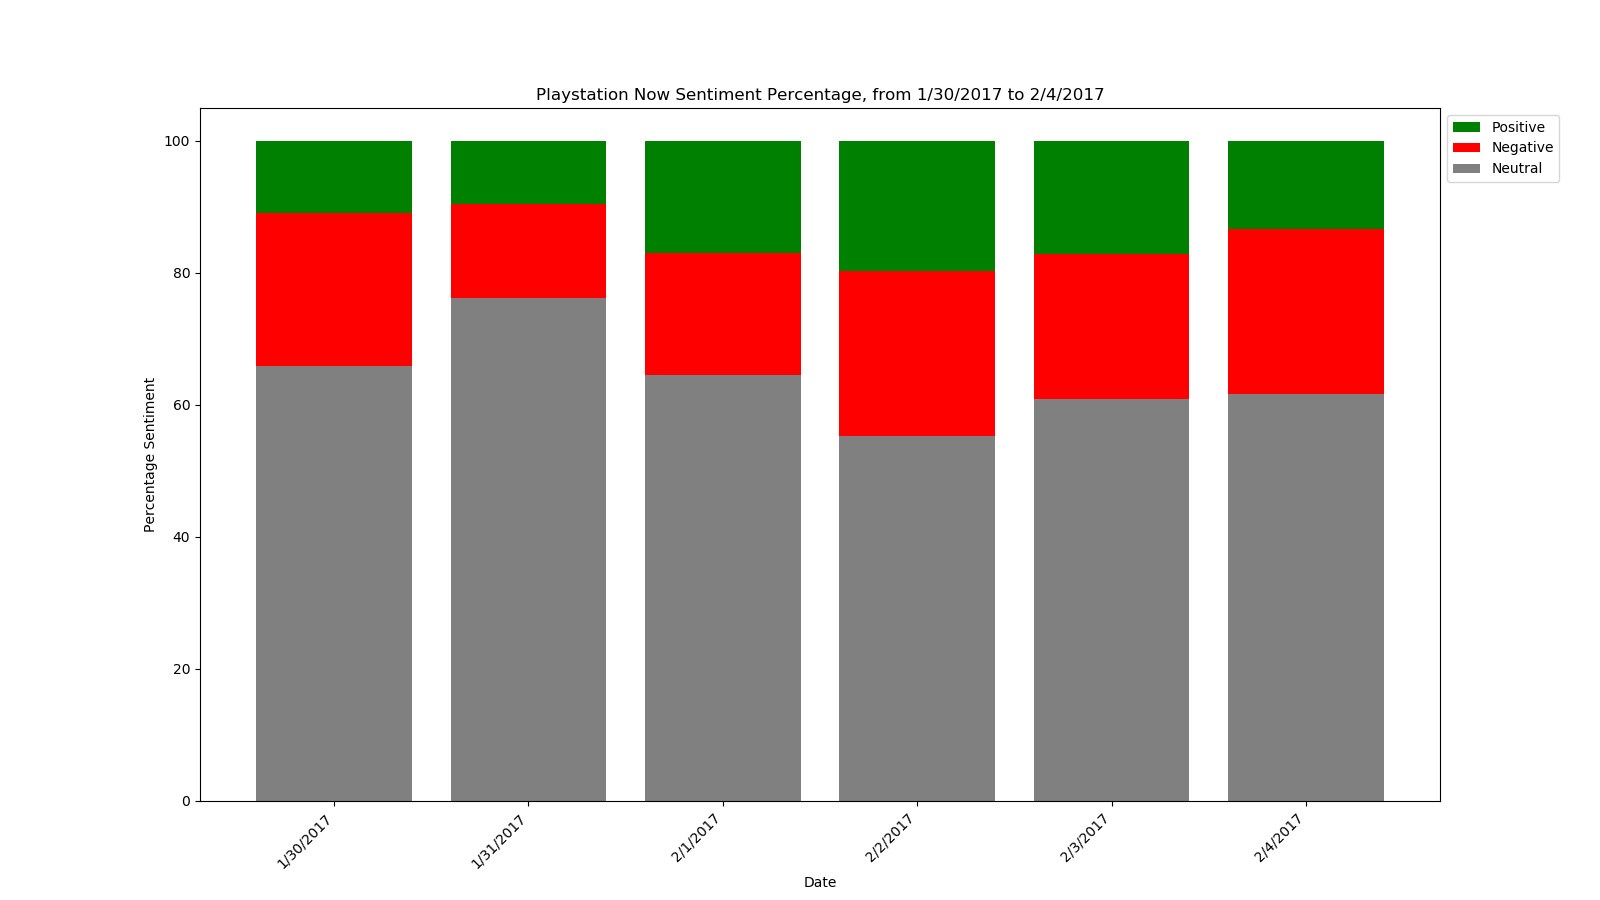 Playstation Now Sentiment Percentage, from 1/30/2017 to 2/4/2017
Positive
Negative
Neutral
Percentage Sentiment
100
80
60
40
20
0
1/30/2017
1/31/2017
2/1/2017
2/2/2017
2/3/2017
2/4/2017
Date